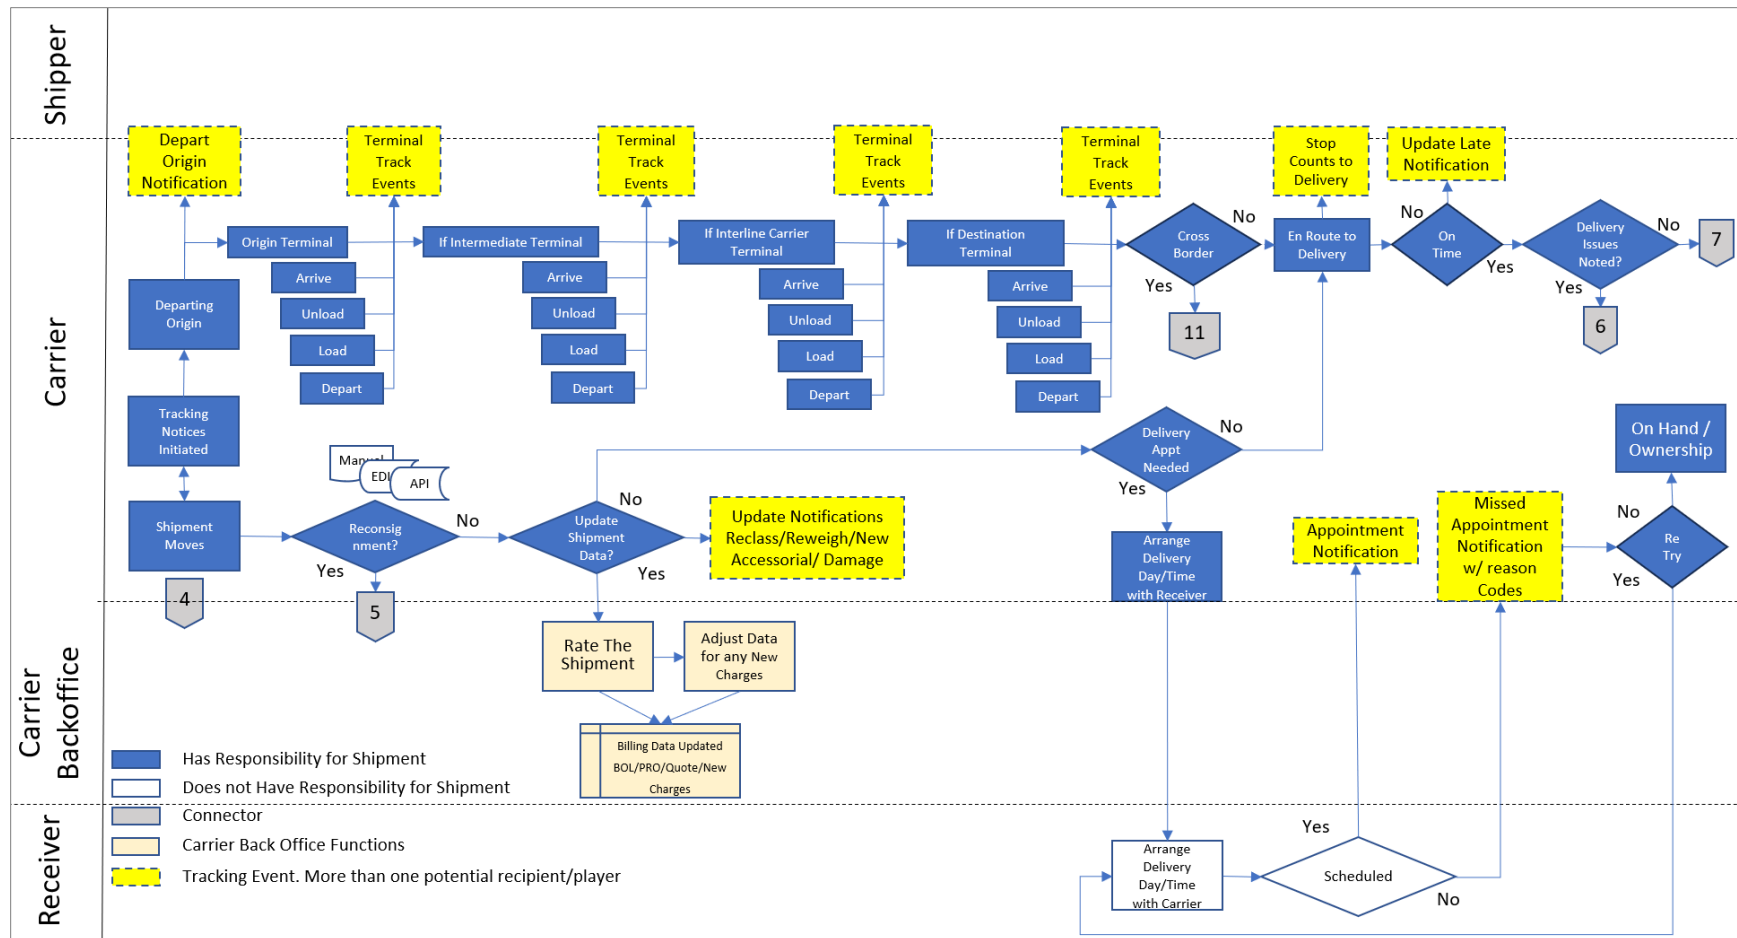 Shipper
Carrier
Carrier
Backoffice
Receiver
Depart
Origin
Notification
Terminal
Track
Events
Terminal
Track
Events
Terminal
Track
Events
Terminal
Track
Events
Stop
Counts to
Delivery
Update Late
Notification
Origin Terminal
Arrive
Unload
Load
Depart
If Intermediate Terminal
Arrive
Unload
Load
Depart
If Interline Carrier
Terminal
Arrive
Unload
Load
Depart
If Destination
Terminal
Arrive
Unload
Load
Depart
Cross
Border
No
Yes
11
En Route to
Delivery
On
Time
No
Yes
Delivery
Issues
Noted?
No
Yes
7
6
Departing
Origin
Tracking
Notices
Initiated
Shipment
Moves
4
Manual
EDI
API
Reconsig
nment?
No
Yes
5
Update
Shipment
Data?
No
Yes
Update Notifications
Reclass/Reweigh/New
Accessorial/ Damage
Delivery
Appt
Needed
No
Yes
Arrange
Delivery
Day/Time
with Receiver
Appointment
Notification
Missed
Appointment
Notification
w/ reason
Codes
On Hand /
Ownership
No
Re
Try
Yes
Rate The
Shipment
Adjust Data
for any New
Charges
Billing Data Updated
BOL/PRO/Quote/New
Charges
Has Responsibility for Shipment
Does not Have Responsibility for Shipment
Connector
Carrier Back Office Functions
Tracking Event. More than one potential recipient/player
Arrange
Delivery
Day/Time
with Carrier
Yes
Scheduled
No